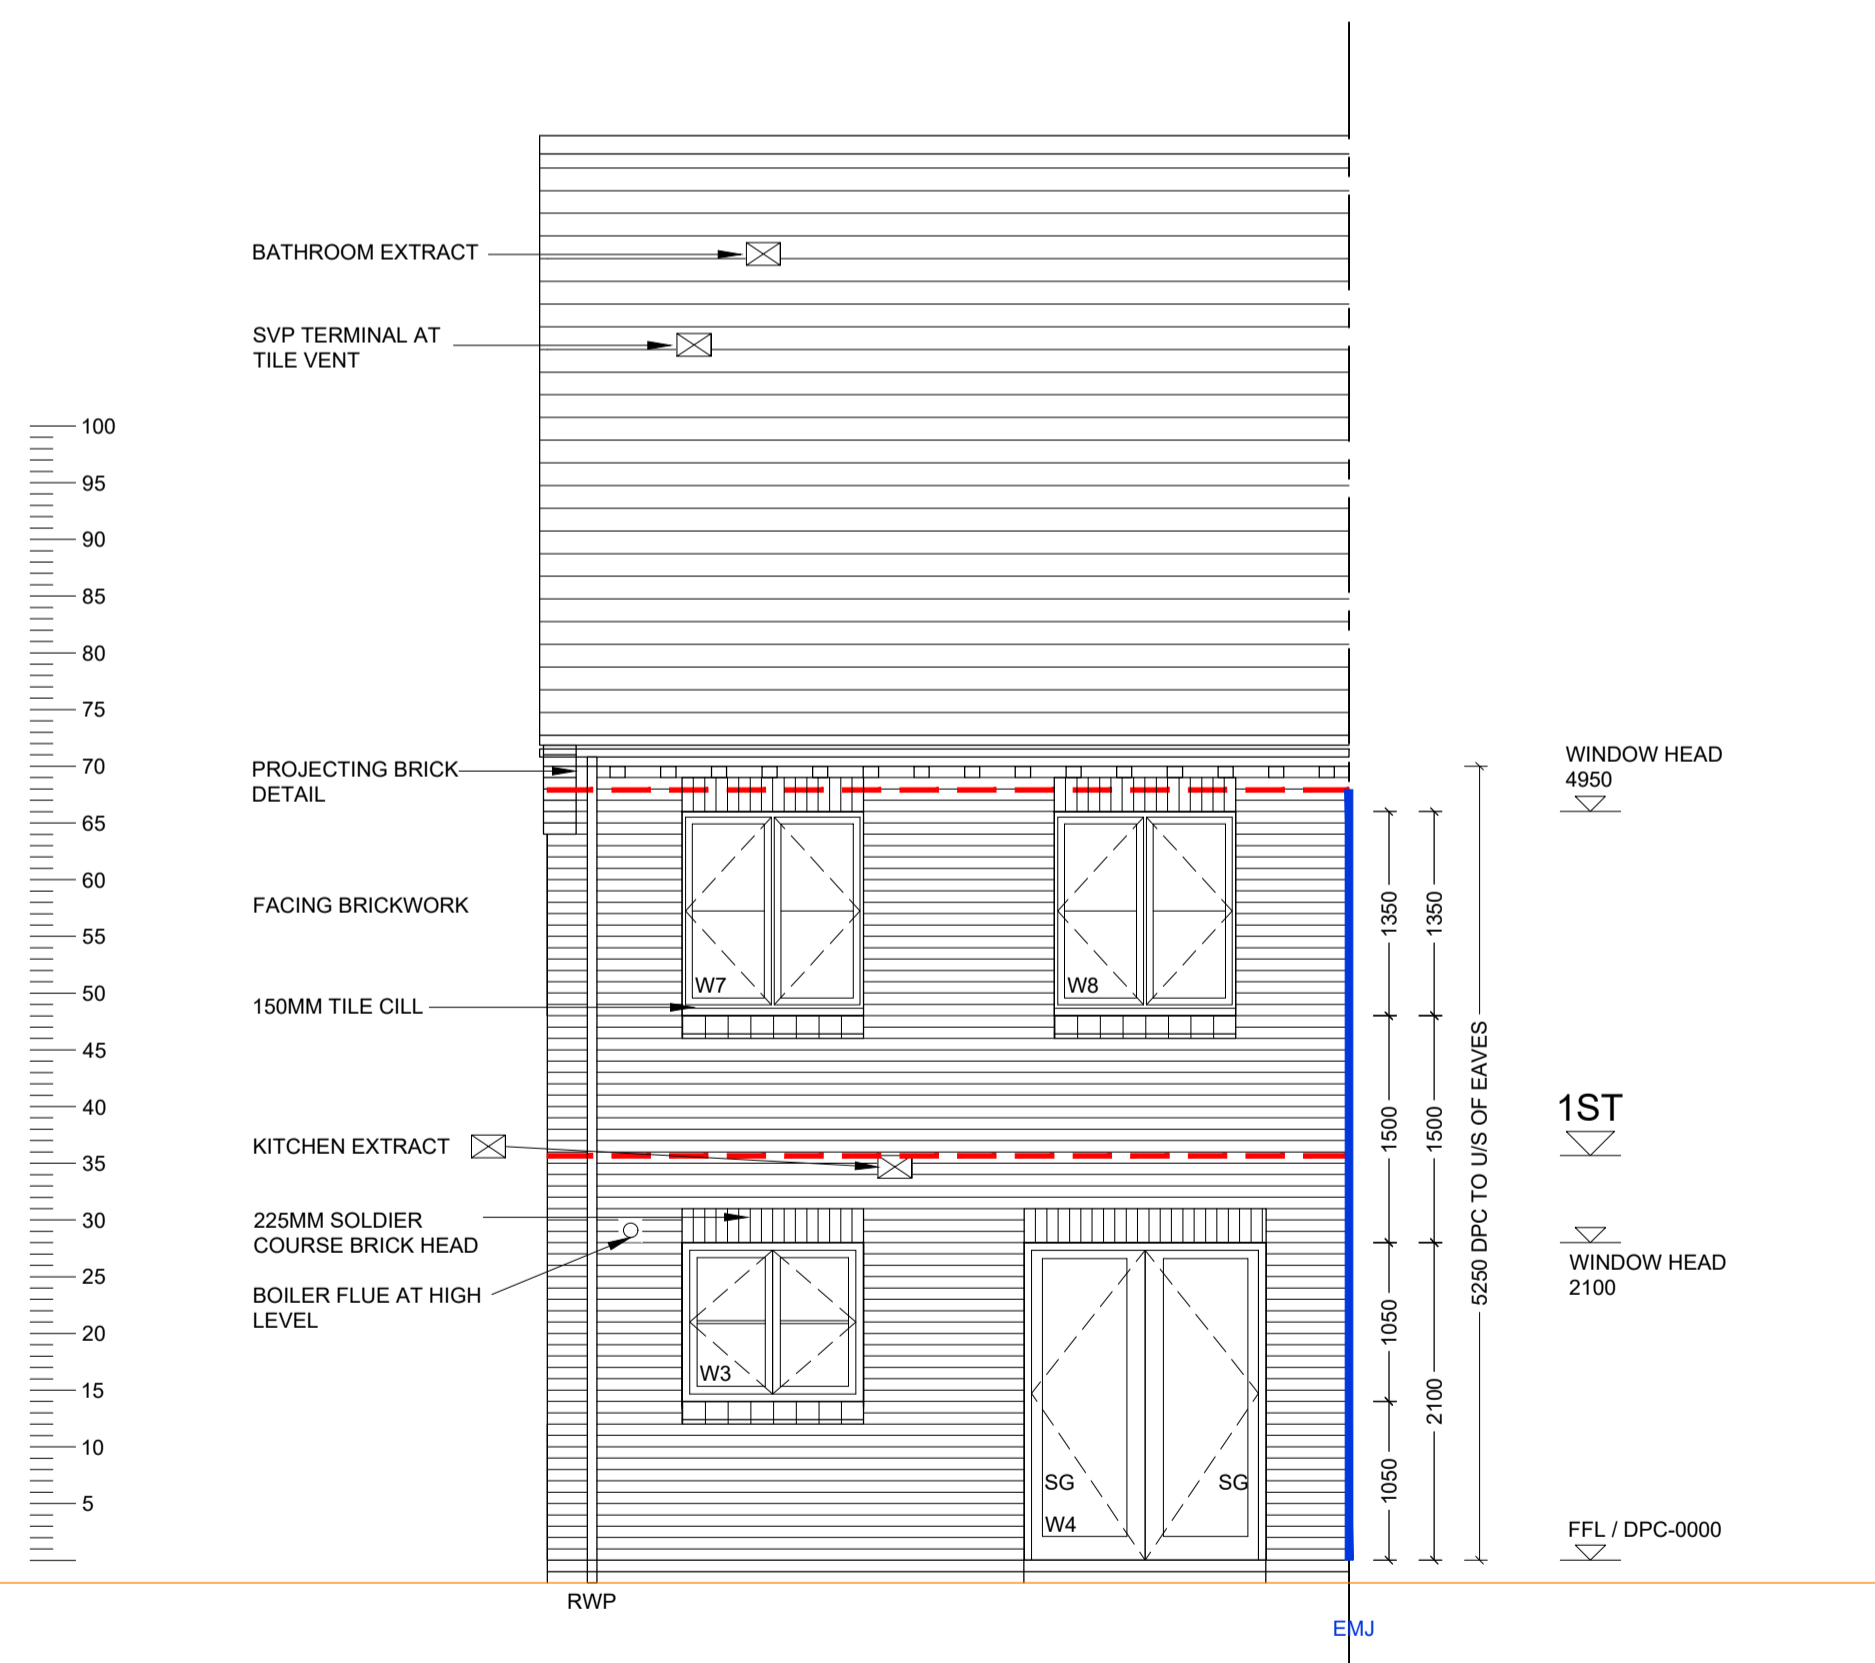 BATHROOM EXTRACT
SVP TERMINAL AT
TILE VENT
100
95
90
85
80
75
70
65
60
55
50
45
40
35
30
25
20
15
10
5
PROJECTING BRICK
DETAIL
FACING BRICKWORK
150MM TILE CILL
KITCHEN EXTRACT
225MM SOLDIER
COURSE BRICK HEAD
BOILER FLUE AT HIGH
LEVEL
W7
W8
W3
SG
SG
W4
RWP
EMJ
1350
1500
1050
1050
1350
1500
2100
5250 DPC TO U/S OF EAVES
WINDOW HEAD
4950
1ST
WINDOW HEAD
2100
FFL / DPC-0000